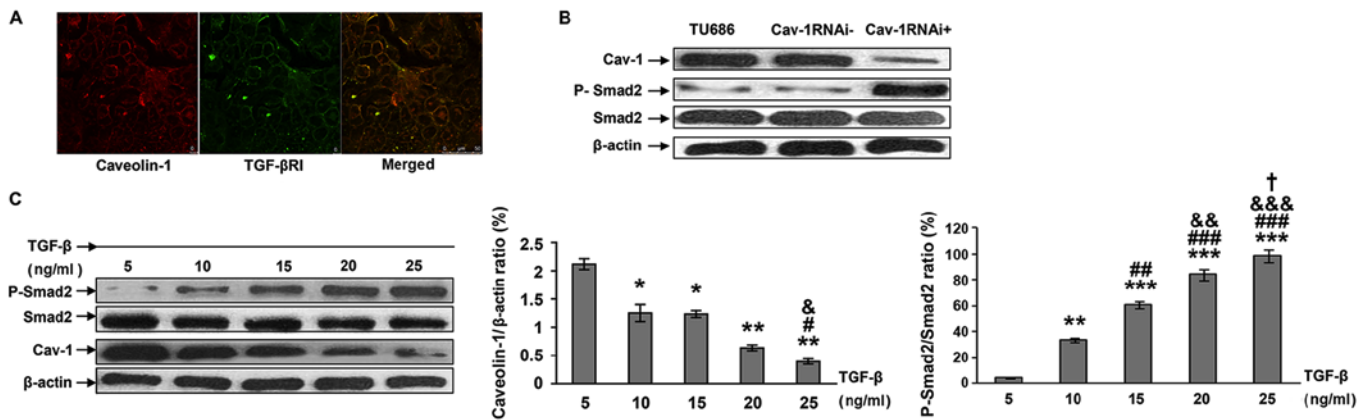 A
Caveolin-1
TGF-βRI
Merged
B
TU686
Cav-1RNAi-
Cav-1RNAi+
Cav-1
P- Smad2
Smad2
β-actin
C
TGF-β
(ng/ml)
5 10 15 20 25
P-Smad2
Smad2
Cav-1
β-actin
Caveolin-1/β-actin ratio (%)
2.5
2
1.5
1
0.5
0
*
*
**
&
#
**
5 10 15 20 25
TGF-β
(ng/ml)
P-Smad2/Smad2 ratio (%)
120
100
80
60
40
20
0
**
##
***
&&
###
***
†
&&&
###
***
5 10 15 20 25
TGF-β
(ng/ml)